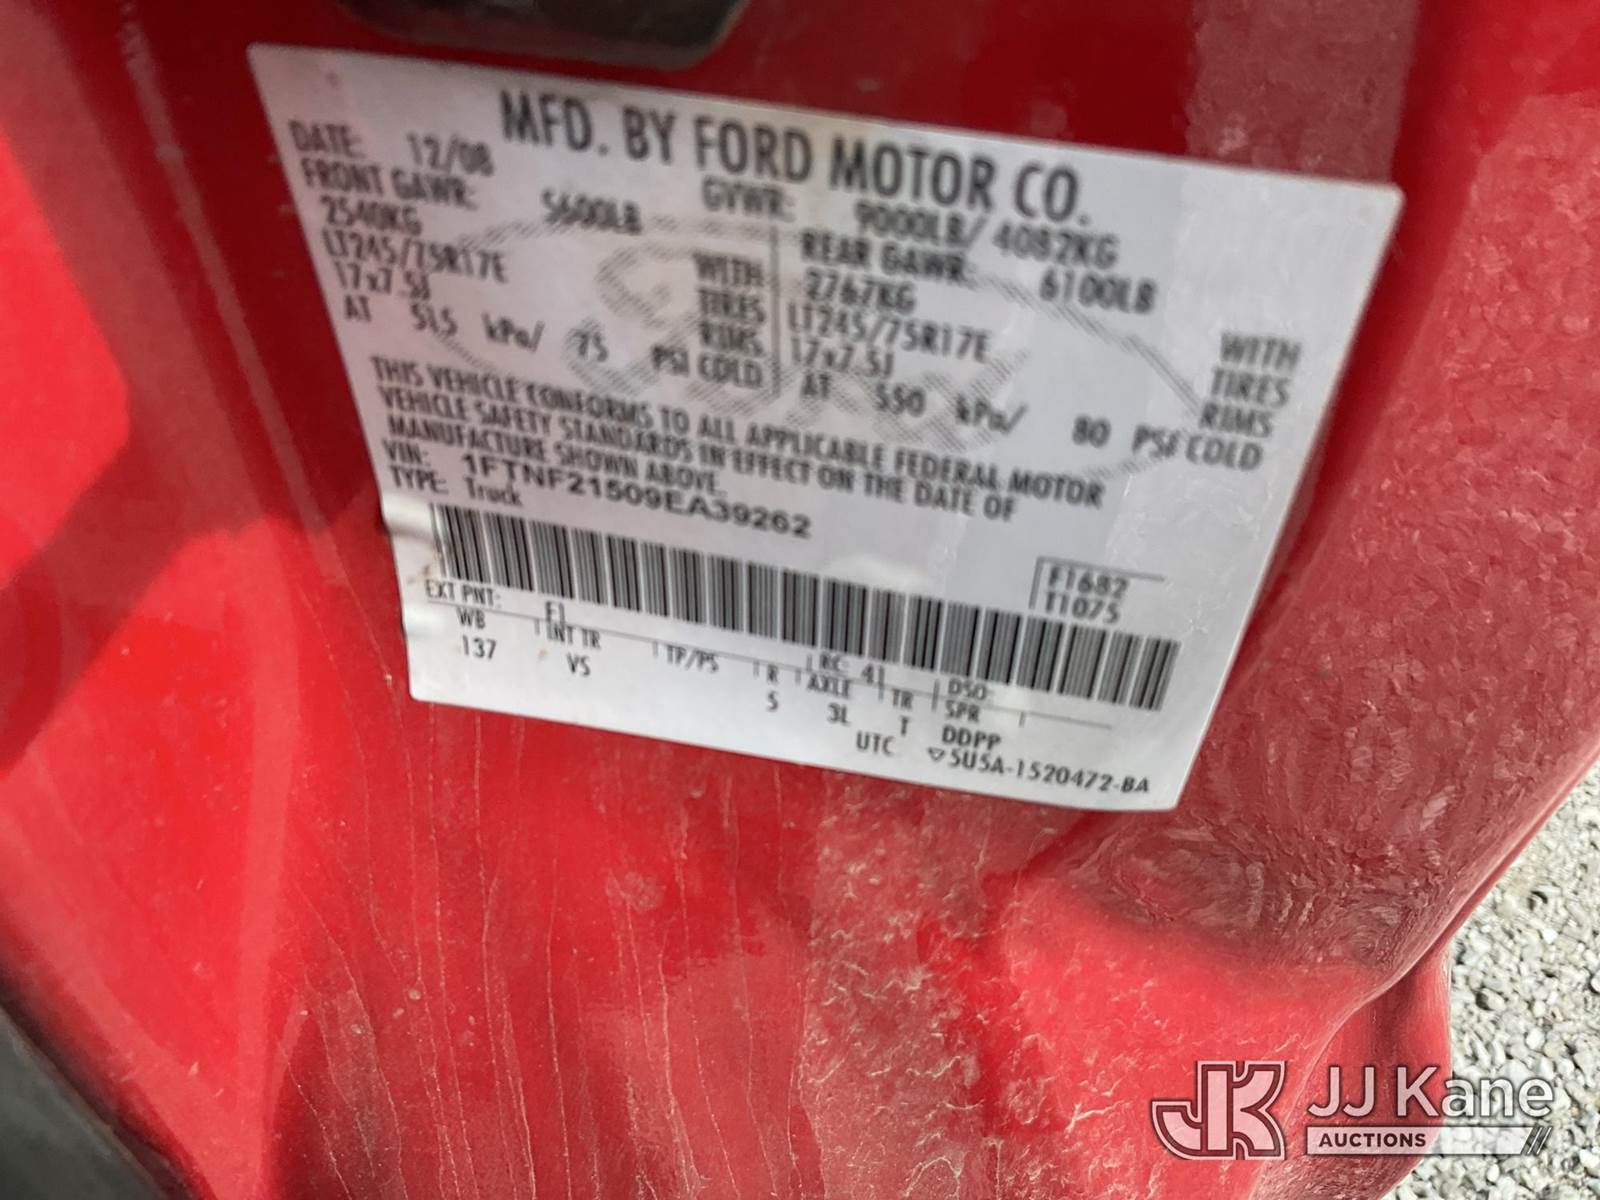 MFD. BY FORD MOTOR CO.
DATE: 12/08 GVWR: 9000LB/ 4082KG
FRONT GAWR: 5600LB REAR GAWR: 6100LB
2540KG WITH 2767KG WITH
LT245/75R17E TIRES LT245/75R17E TIRES
17x7.5J RIMS 17x7.5J RIMS
AT 515 kPa/ 75 PSI COLD AT 550 kPa/ 80 PSI COLD
THIS VEHICLE CONFORMS TO ALL APPLICABLE FEDERAL MOTOR
VEHICLE SAFETY STANDARDS IN EFFECT ON THE DATE OF
MANUFACTURE SHOWN ABOVE.
VIN: 1FTNF21509EA39262
TYPE: Truck
F1682
T1075
EXT PNT: F1 RC: 41 DSO:
WB INT TR TP/PS R AXLE TR SPR
137 VS 5 3L T DDPP
UTC ▽5U5A-1520472-BA
JK JJ Kane
AUCTIONS